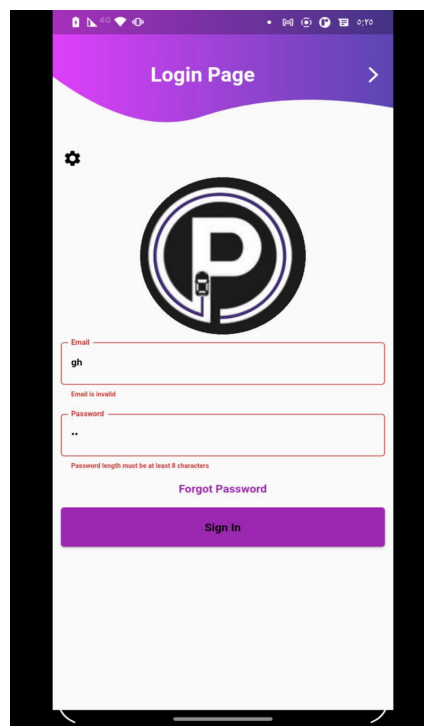 4G ٥:٢٥
Login Page
P
Email
gh
Email is invalid
Password
••
Password length must be at least 8 characters
Forgot Password
Sign In